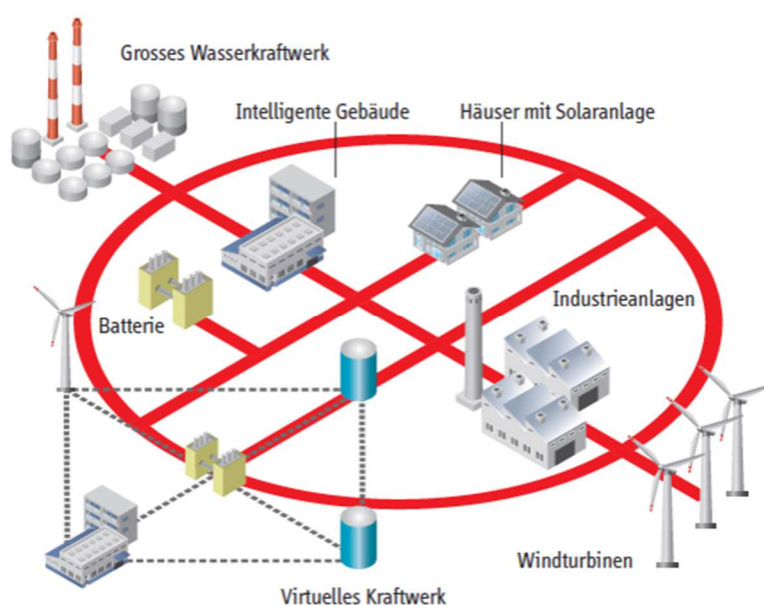 Grosses Wasserkraftwerk
Intelligente Gebäude
Häuser mit Solaranlage
Batterie
Industrieanlagen
Windturbinen
Virtuelles Kraftwerk